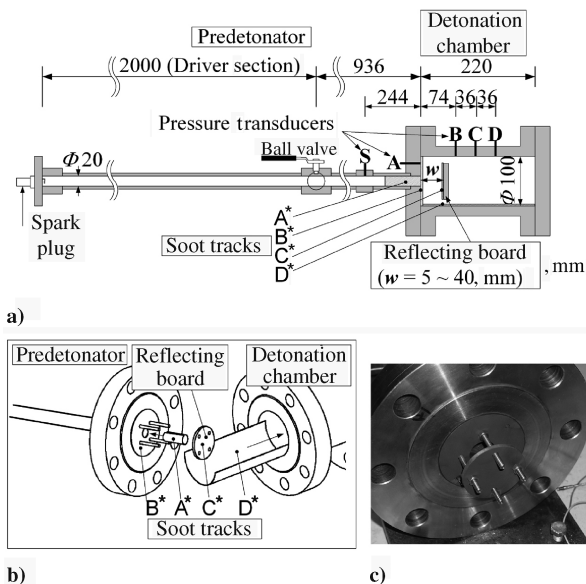 Predetonator
Detonation
chamber
2000 (Driver section)
936
220
244
74
36
36
Pressure transducers
B C D
Ball valve
S
A
Φ20
w
Φ100
Spark
plug
A*
B*
C*
D*
Soot tracks
Reflecting board
(w = 5 ~ 40, mm)
, mm
a)
Predetonator
Reflecting
board
Detonation
chamber
B* A* C* D*
Soot tracks
b)
c)